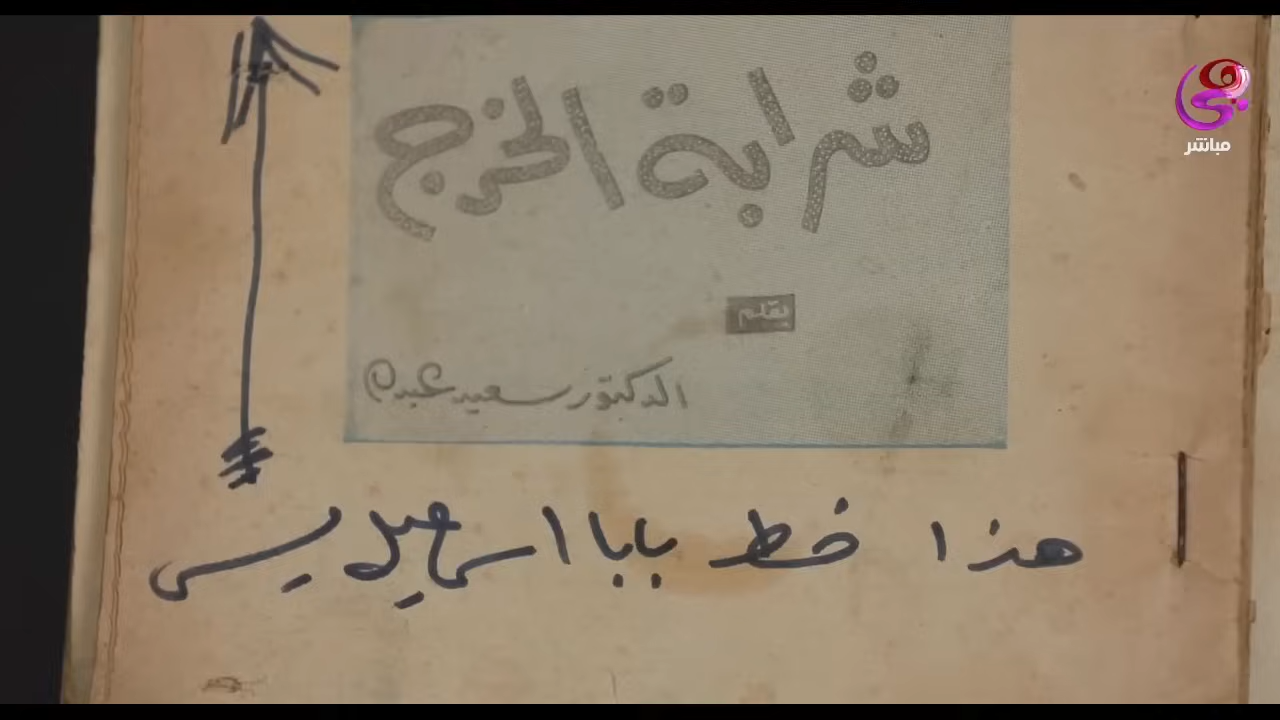 شرابة الخرج
بقلم
الدكتور سعيد عبده
هذا خط بابا اسماعيل يس
مباشر